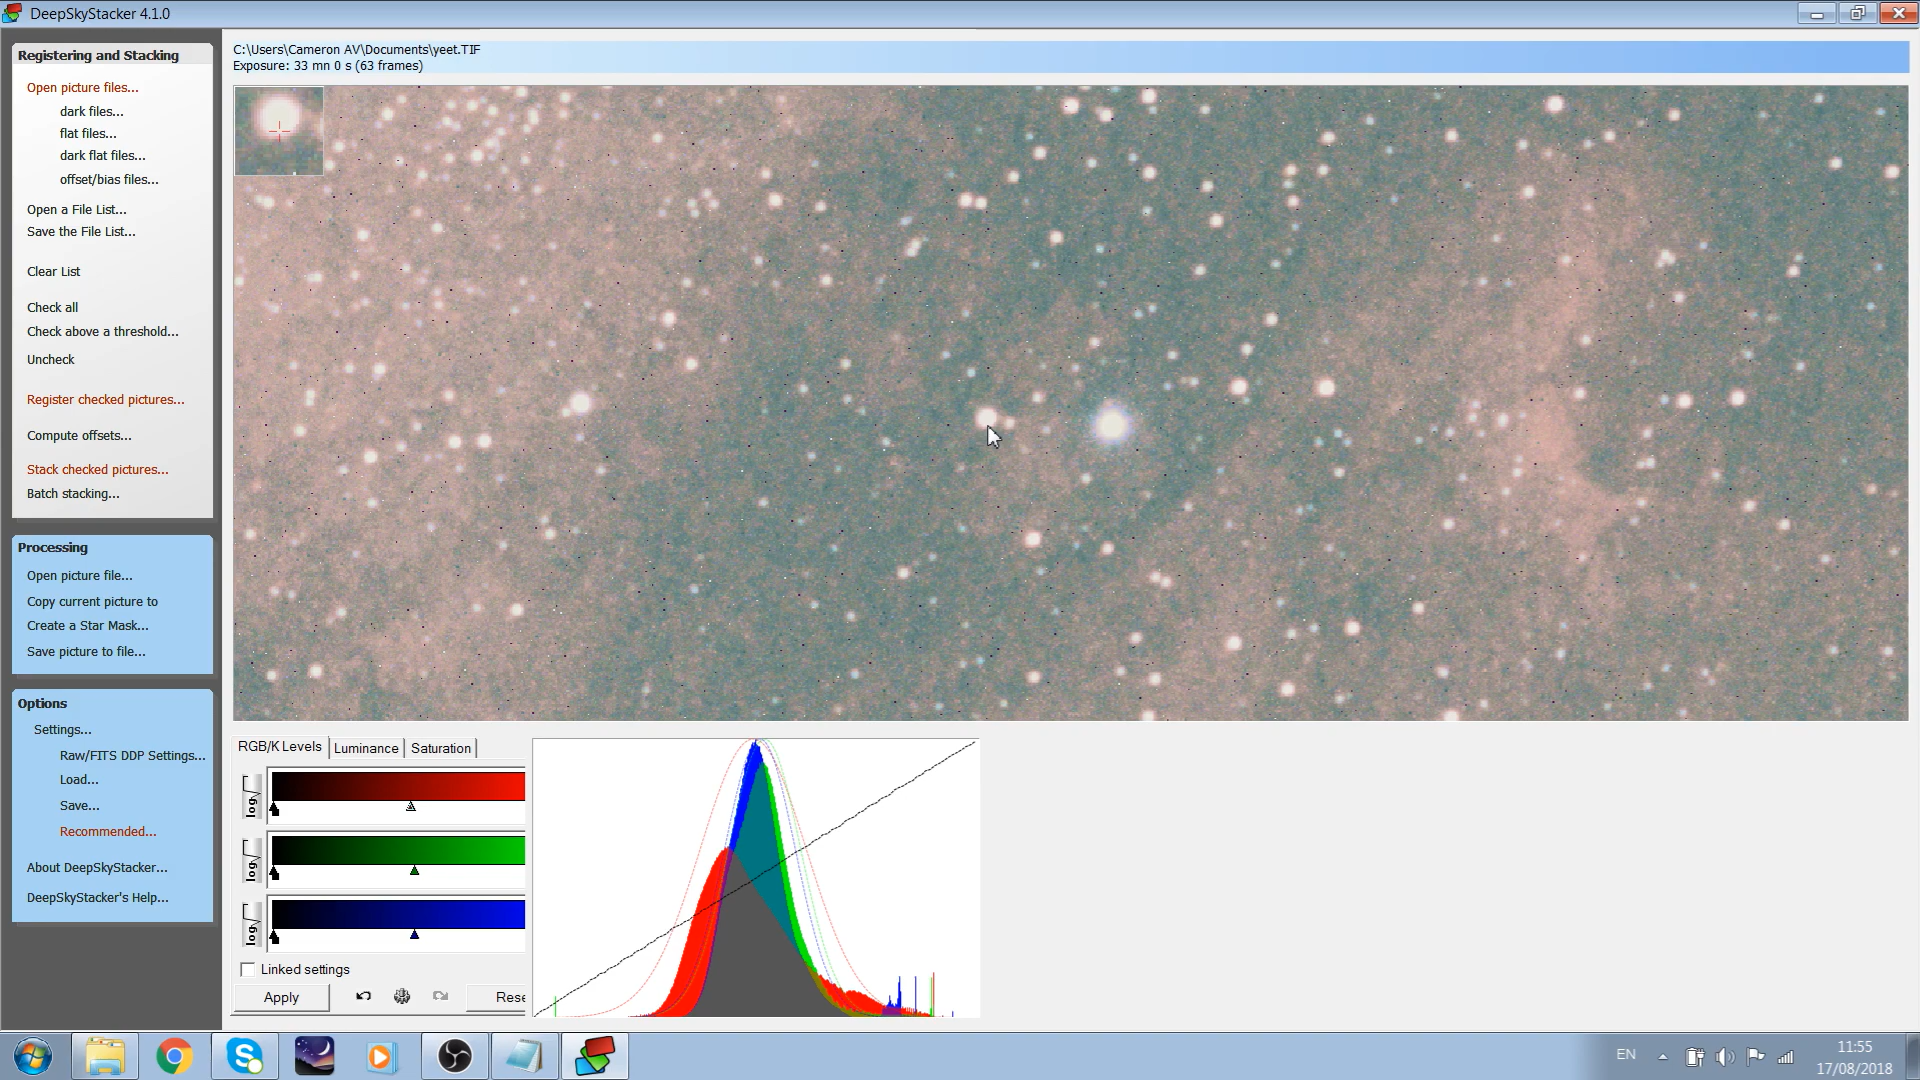 DeepSkyStacker 4.1.0
Registering and Stacking
Open picture files...
dark files...
flat files...
dark flat files...
offset/bias files...
Open a File List...
Save the File List...
Clear List
Check all
Check above a threshold...
Uncheck
Register checked pictures...
Compute offsets...
Stack checked pictures...
Batch stacking...
Processing
Open picture file...
Copy current picture to
Create a Star Mask...
Save picture to file...
Options
Settings...
Raw/FITS DDP Settings...
Load...
Save...
Recommended...
About DeepSkyStacker...
DeepSkyStacker's Help...
C:\Users\Cameron AV\Documents\yeet.TIF
Exposure: 33 mn 0 s (63 frames)
RGB/K Levels Luminance Saturation
log
log
log
Linked settings
Apply Rese
EN 11:55
17/08/2018